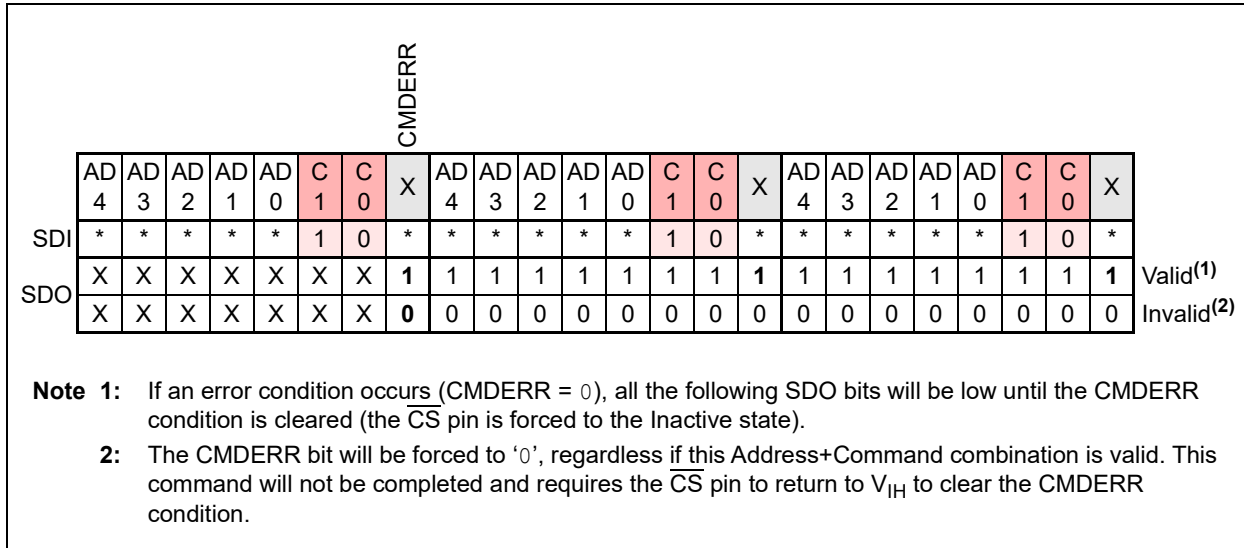 CMDERR
AD AD AD AD AD C C X AD AD AD AD AD C C X AD AD AD AD AD C C X
4 3 2 1 0 1 0 4 3 2 1 0 1 0 4 3 2 1 0 1 0
SDI * * * * * 1 0 * * * * * * 1 0 * * * * * * 1 0 *
SDO X X X X X X X 1 1 1 1 1 1 1 1 1 1 1 1 1 1 1 1 1 Valid(1)
X X X X X X X 0 0 0 0 0 0 0 0 0 0 0 0 0 0 0 0 0 Invalid(2)
Note 1: If an error condition occurs (CMDERR = 0), all the following SDO bits will be low until the CMDERR
condition is cleared (the CS pin is forced to the Inactive state).
2: The CMDERR bit will be forced to ‘0’, regardless if this Address+Command combination is valid. This
command will not be completed and requires the CS pin to return to VIH to clear the CMDERR
condition.